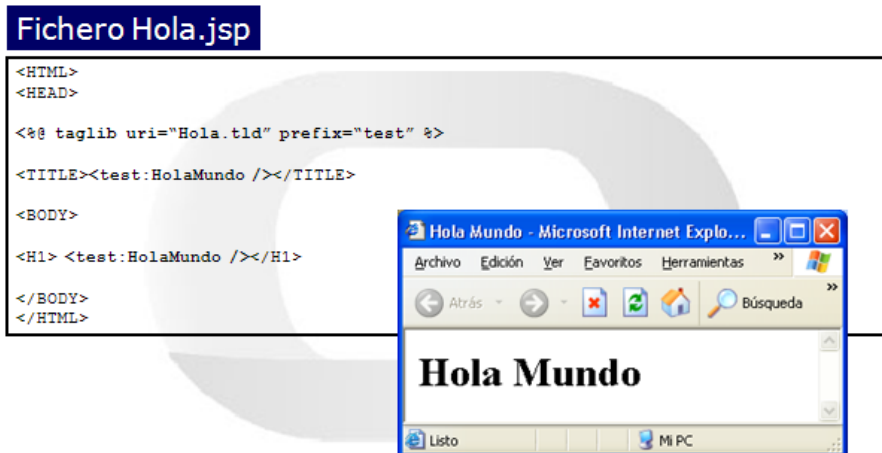 Fichero Hola.jsp
<HTML>
<HEAD>
<%@ taglib uri=“Hola.tld” prefix=“test” %>
<TITLE><test:HolaMundo /></TITLE>
<BODY>
<H1> <test:HolaMundo /></H1>
</BODY>
</HTML>
Hola Mundo - Microsoft Internet Explo...
Archivo Edición Ver Favoritos Herramientas »
Atrás Búsqueda »
Hola Mundo
Listo Mi PC